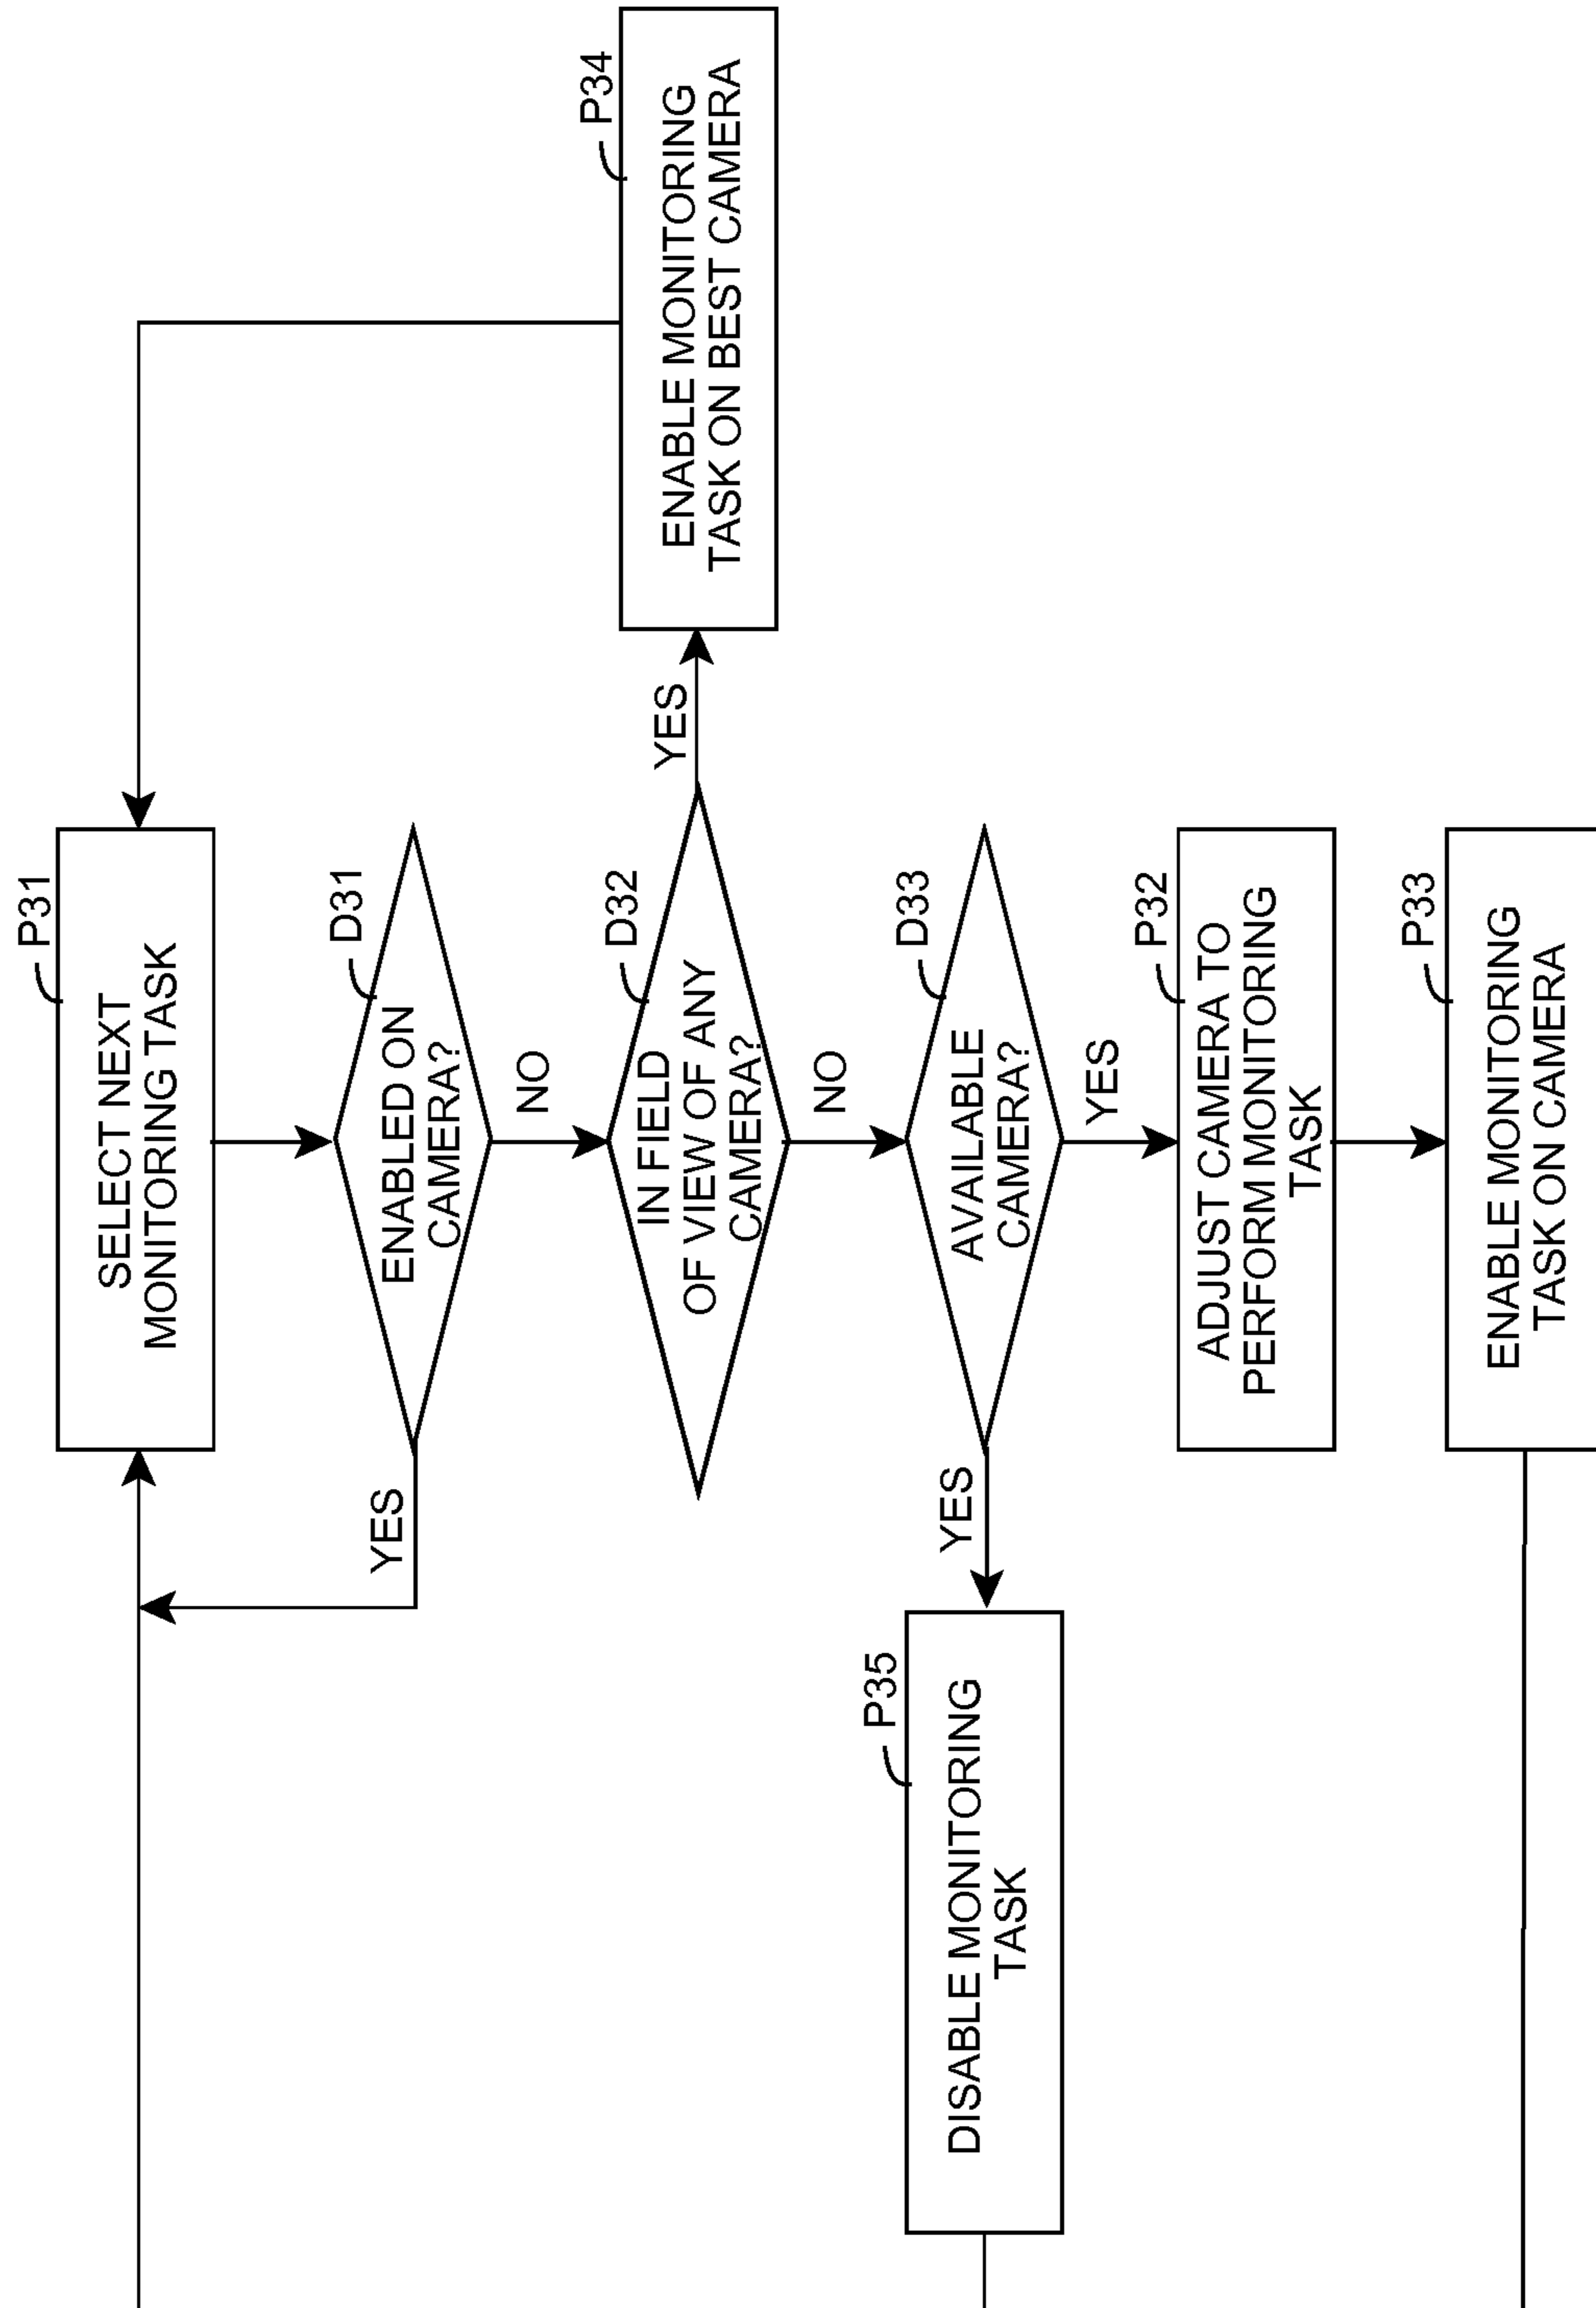 P31
SELECT NEXT
MONITORING TASK
D31
ENABLED ON
CAMERA?
YES
NO
D32
IN FIELD
OF VIEW OF ANY
CAMERA?
YES
P34
ENABLE MONITORING
TASK ON BEST CAMERA
NO
D33
AVAILABLE
CAMERA?
YES
P35
DISABLE MONITORING
TASK
YES
P32
ADJUST CAMERA TO
PERFORM MONITORING
TASK
P33
ENABLE MONITORING
TASK ON CAMERA